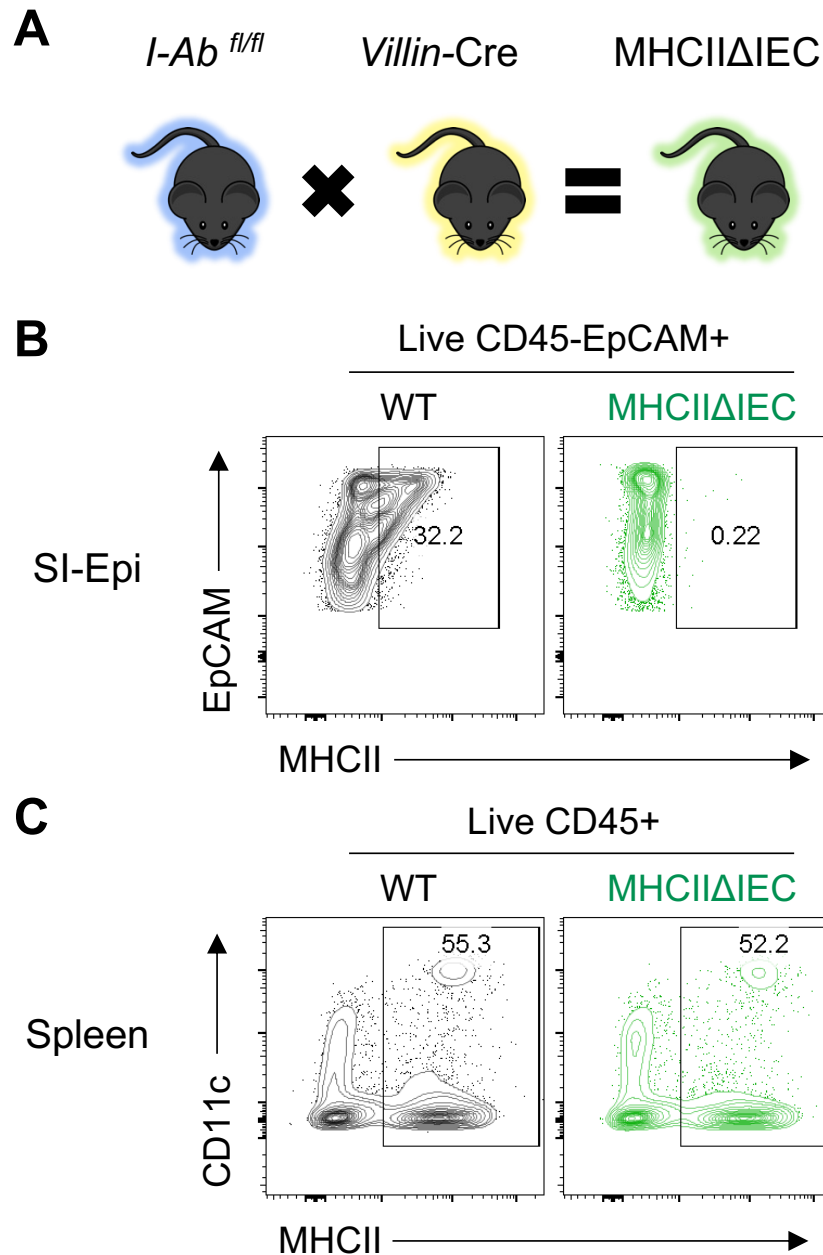 A
I-Ab fl/fl
Villin-Cre
MHCIIΔIEC
B
Live CD45-EpCAM+
WT
MHCIIΔIEC
SI-Epi
EpCAM
32.2
0.22
MHCII
C
Live CD45+
WT
MHCIIΔIEC
Spleen
CD11c
55.3
52.2
MHCII